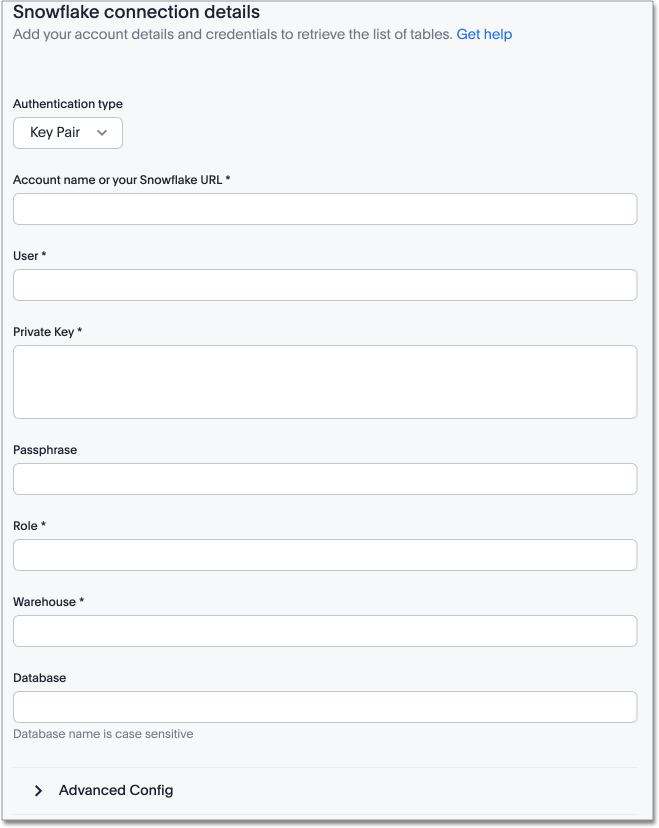 Snowflake connection details
Add your account details and credentials to retrieve the list of tables. Get help
Authentication type
Key Pair
Account name or your Snowflake URL *
User *
Private Key *
Passphrase
Role *
Warehouse *
Database
Database name is case sensitive
Advanced Config